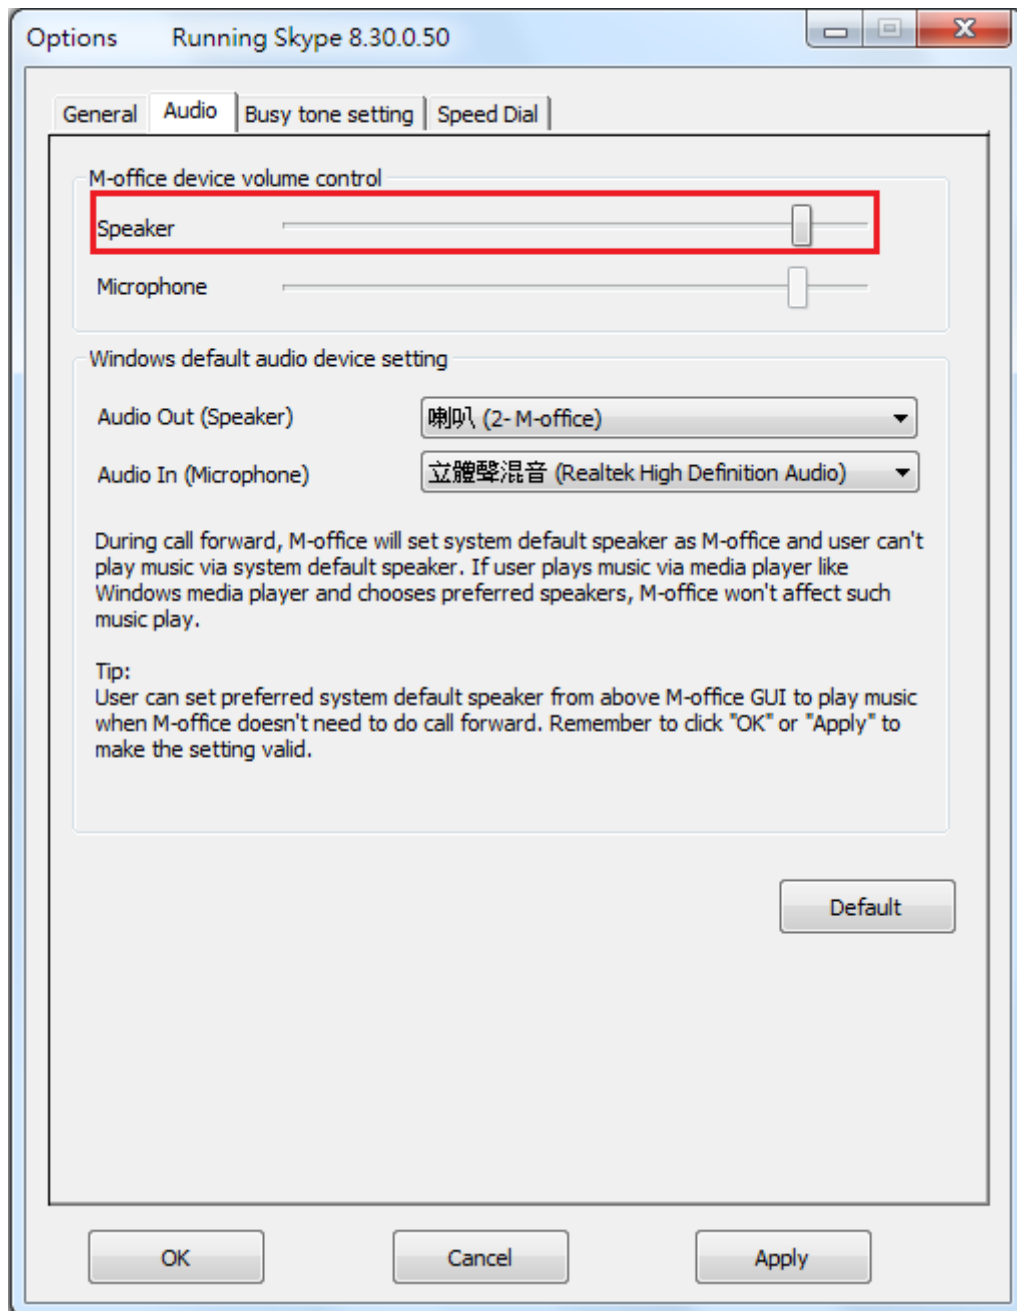 Options Running Skype 8.30.0.50
General Audio Busy tone setting Speed Dial
M-office device volume control
Speaker
Microphone
Windows default audio device setting
Audio Out (Speaker) 喇叭 (2- M-office)
Audio In (Microphone) 立體聲混音 (Realtek High Definition Audio)
During call forward, M-office will set system default speaker as M-office and user can't
play music via system default speaker. If user plays music via media player like
Windows media player and chooses preferred speakers, M-office won't affect such
music play.
Tip:
User can set preferred system default speaker from above M-office GUI to play music
when M-office doesn't need to do call forward. Remember to click "OK" or "Apply" to
make the setting valid.
Default
OK Cancel Apply